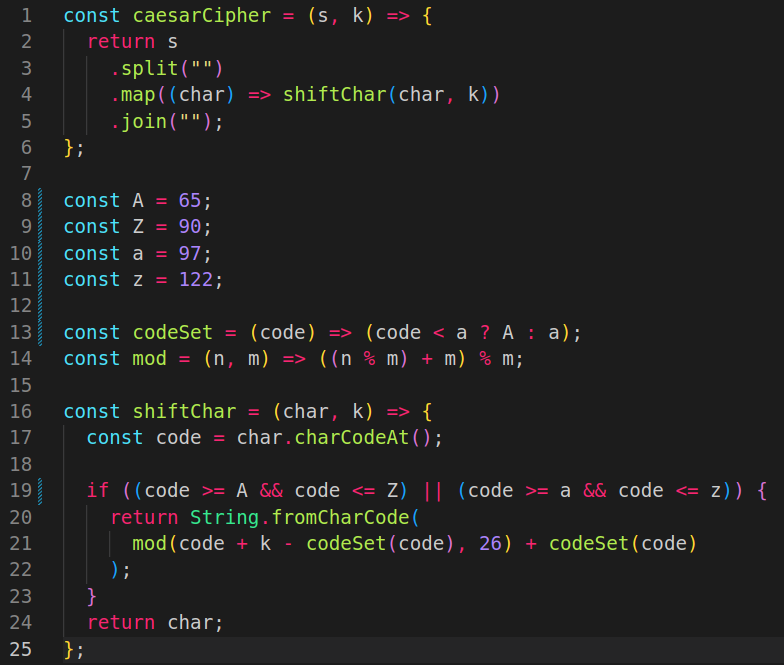 1 const caesarCipher = (s, k) => {
2   return s
3     .split("")
4     .map((char) => shiftChar(char, k))
5     .join("");
6 };
7
8 const A = 65;
9 const Z = 90;
10 const a = 97;
11 const z = 122;
12
13 const codeSet = (code) => (code < a ? A : a);
14 const mod = (n, m) => ((n % m) + m) % m;
15
16 const shiftChar = (char, k) => {
17   const code = char.charCodeAt();
18
19   if ((code >= A && code <= Z) || (code >= a && code <= z)) {
20     return String.fromCharCode(
21       mod(code + k - codeSet(code), 26) + codeSet(code)
22     );
23   }
24   return char;
25 };